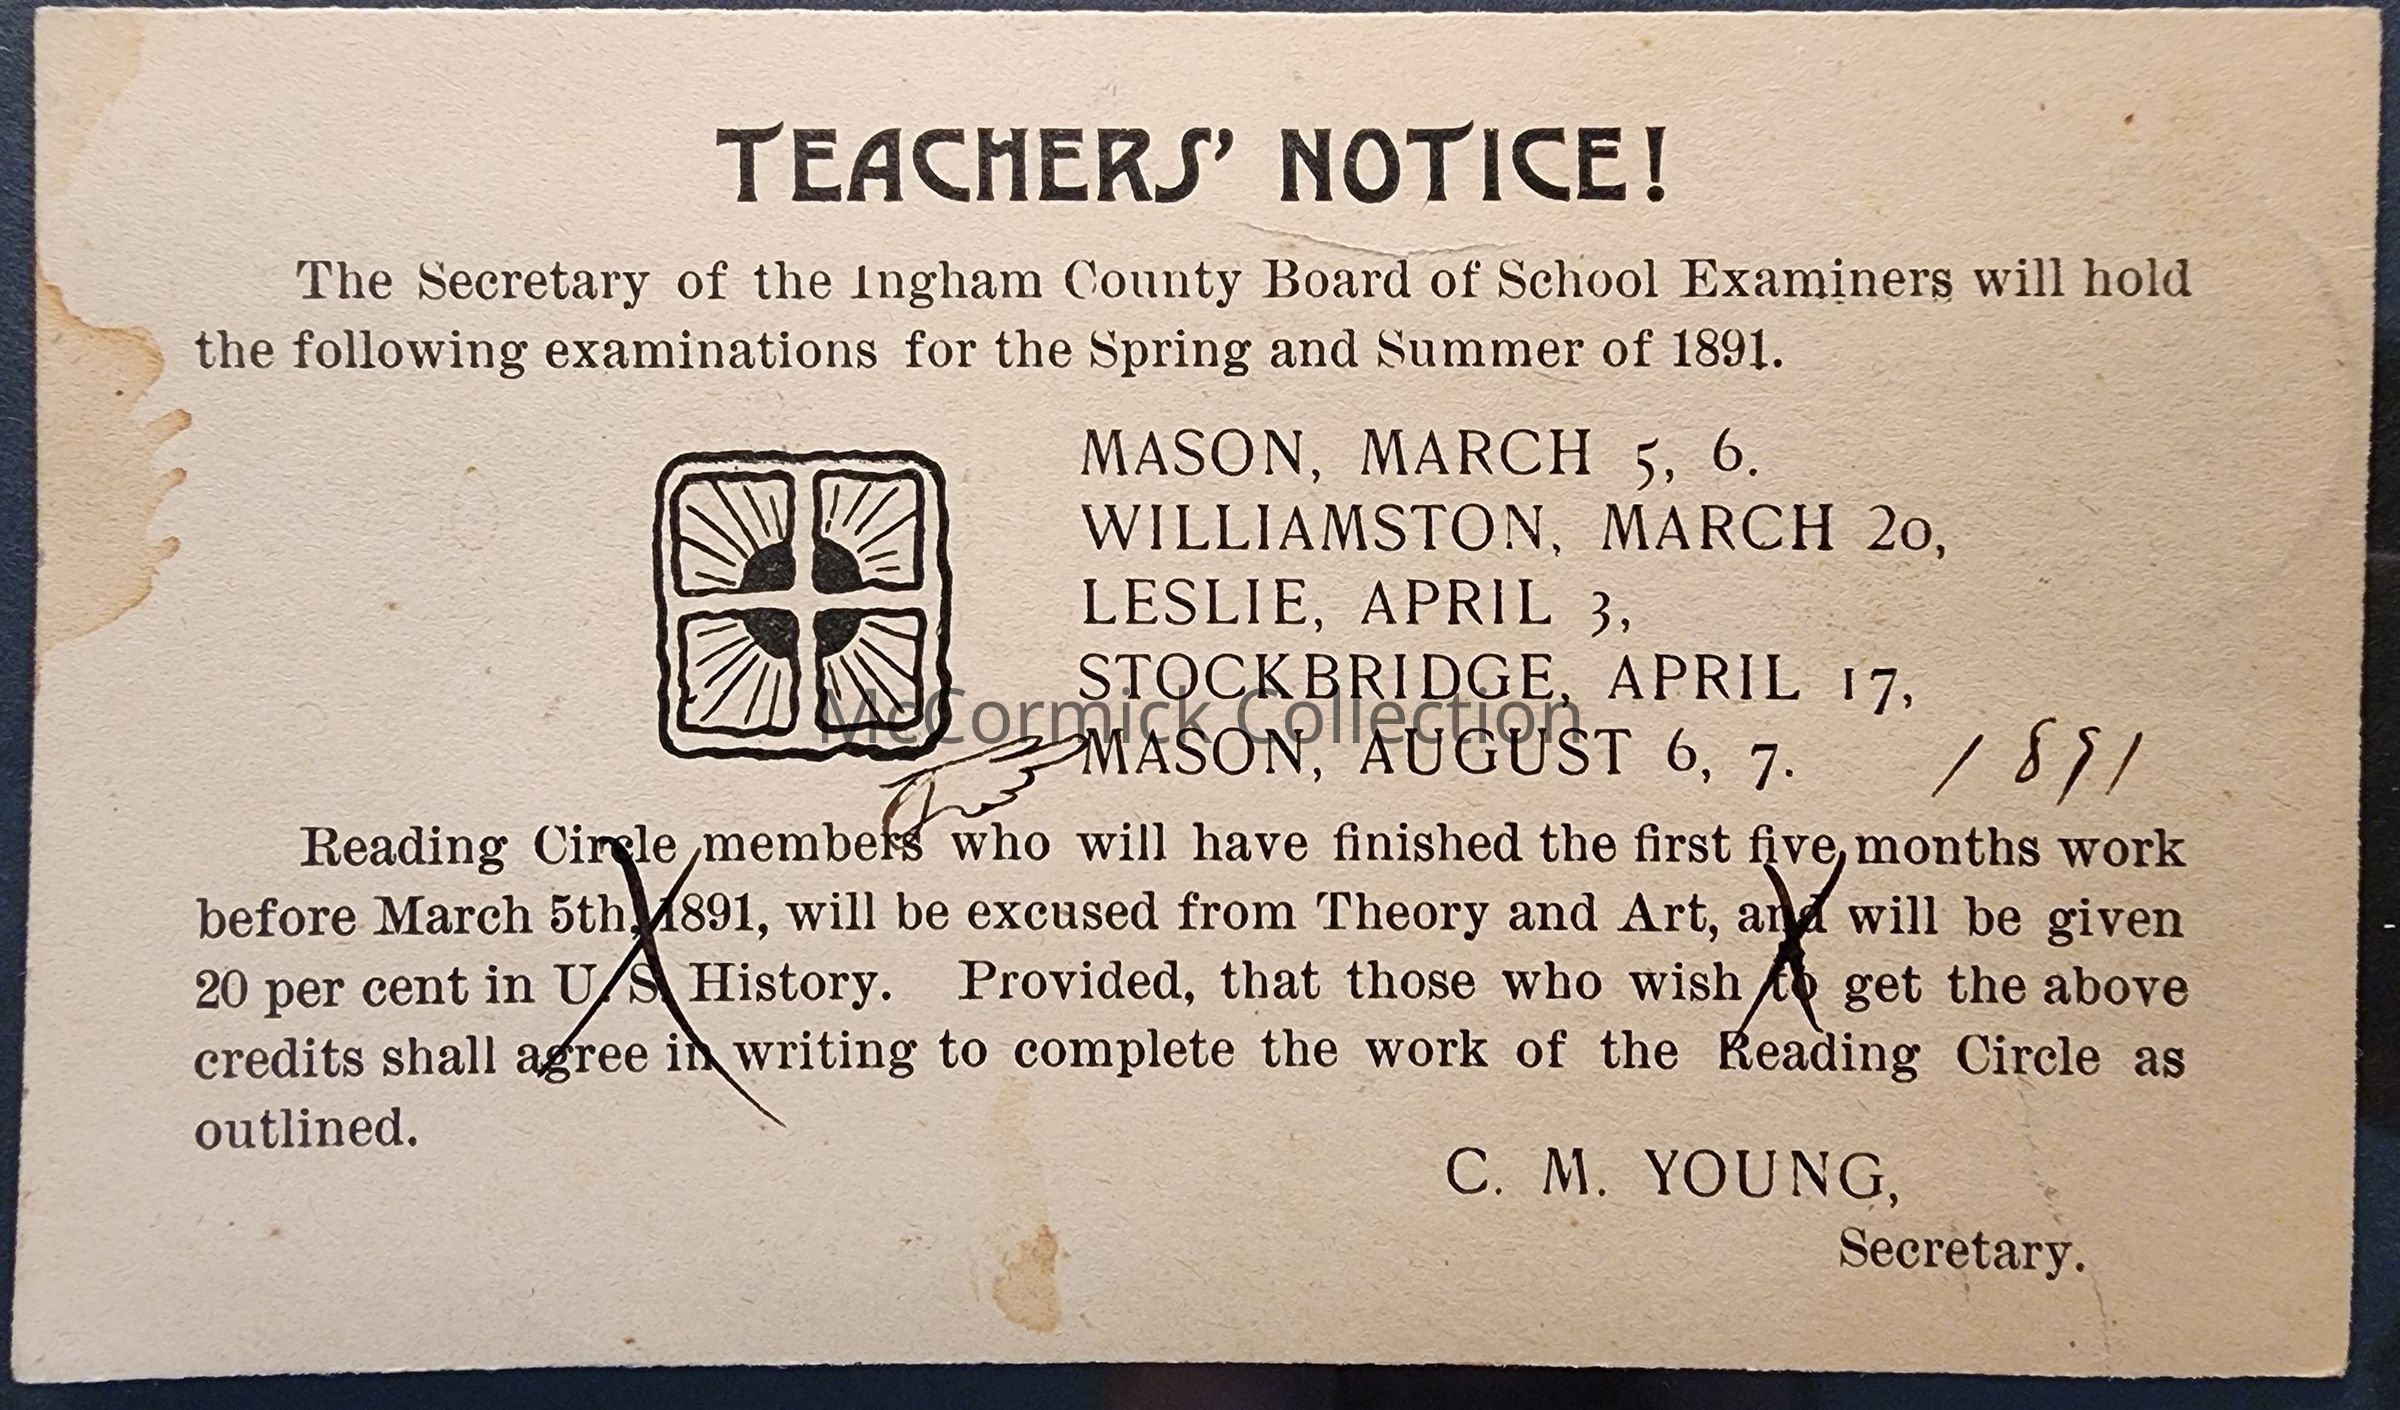 TEACHERS' NOTICE!
The Secretary of the Ingham County Board of School Examiners will hold
the following examinations for the Spring and Summer of 1891.
MASON, MARCH 5, 6.
WILLIAMSTON, MARCH 20,
LESLIE, APRIL 3,
STOCKBRIDGE, APRIL 17,
McCormick Collection
MASON, AUGUST 6, 7. 1891
Reading Circle members who will have finished the first five months work
before March 5th, 1891, will be excused from Theory and Art, and will be given
20 per cent in U. S. History. Provided, that those who wish to get the above
credits shall agree in writing to complete the work of the Reading Circle as
outlined.
C. M. YOUNG,
Secretary.